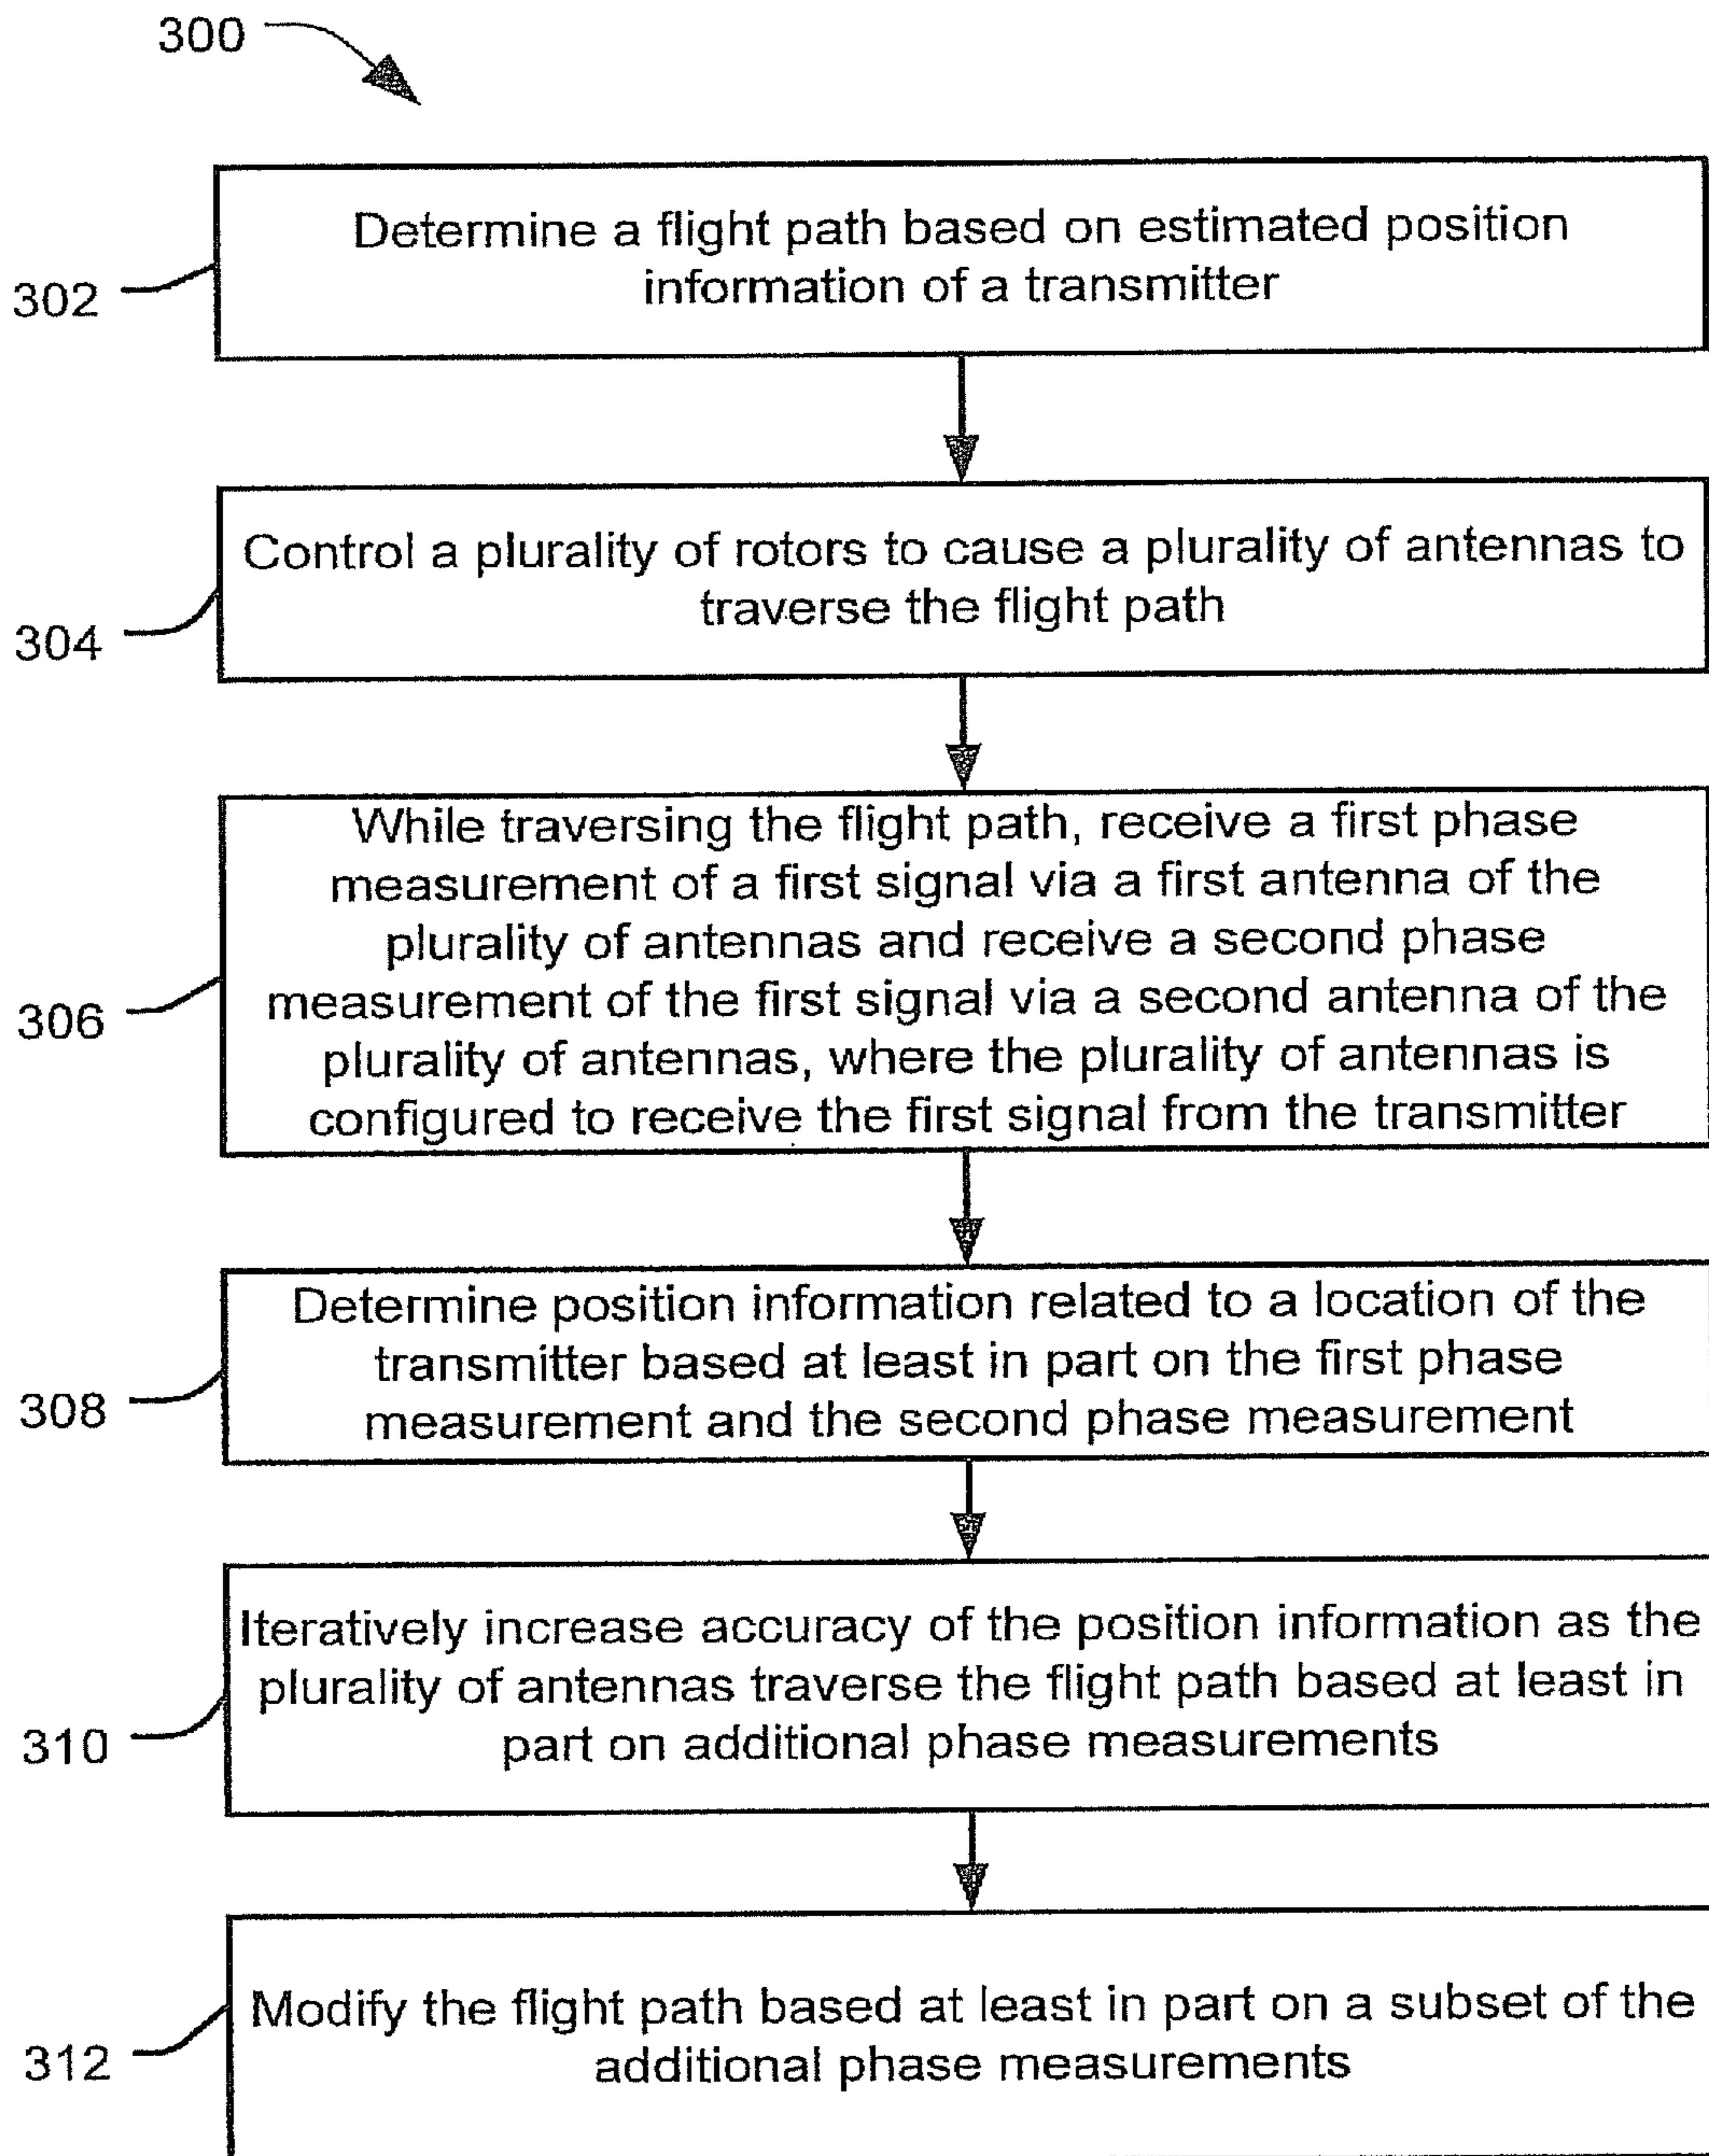 300
Determine a flight path based on estimated position
information of a transmitter
302
Control a plurality of rotors to cause a plurality of antennas to
traverse the flight path
304
While traversing the flight path, receive a first phase
measurement of a first signal via a first antenna of the
plurality of antennas and receive a second phase
measurement of the first signal via a second antenna of the
plurality of antennas, where the plurality of antennas is
configured to receive the first signal from the transmitter
306
Determine position information related to a location of the
transmitter based at least in part on the first phase
measurement and the second phase measurement
308
Iteratively increase accuracy of the position information as the
plurality of antennas traverse the flight path based at least in
part on additional phase measurements
310
Modify the flight path based at least in part on a subset of the
additional phase measurements
312